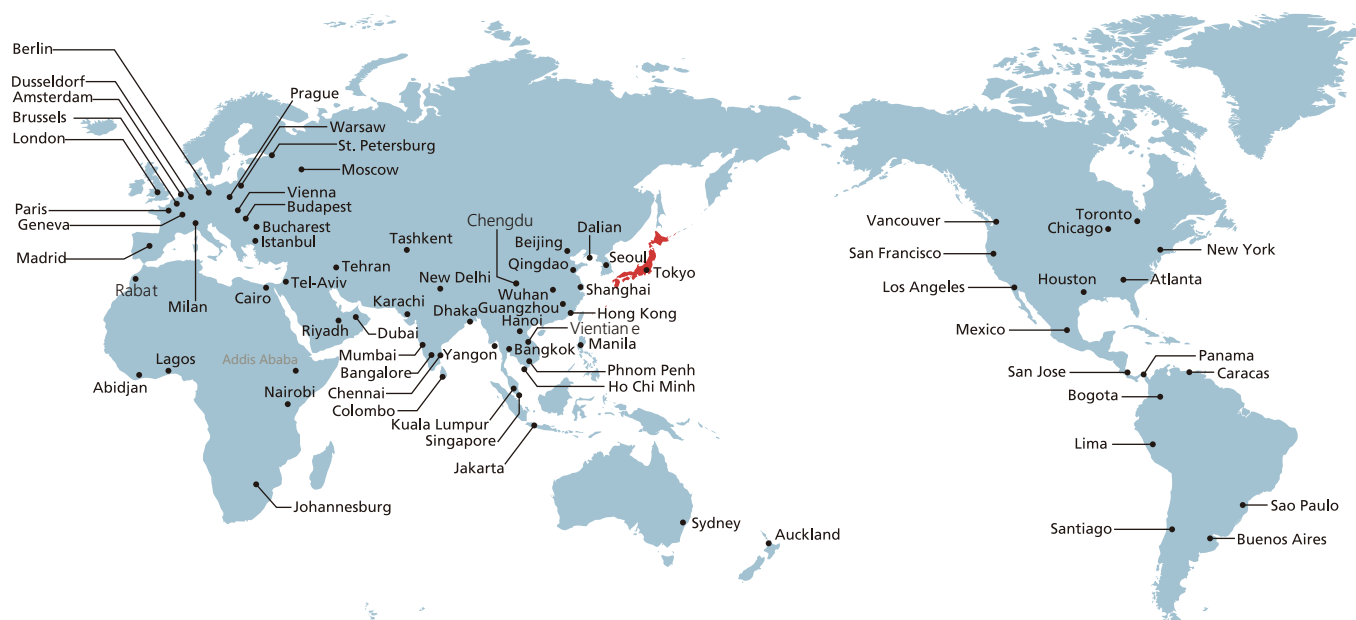 Berlin
Dusseldorf
Amsterdam
Brussels
London
Paris
Geneva
Madrid
Prague
Warsaw
St. Petersburg
Moscow
Vienna
Budapest
Bucharest
Istanbul
Rabat
Milan
Cairo
Tel-Aviv
Tehran
Tashkent
Chengdu
Beijing
Dalian
Seoul
Tokyo
Qingdao
New Delhi
Shanghai
Wuhan
Karachi
Guangzhou
Dhaka
Hong Kong
Hanoi
Riyadh
Dubai
Vientian e
Manila
Mumbai
Yangon
Bangkok
Bangalore
Phnom Penh
Lagos
Addis Ababa
Abidjan
Nairobi
Chennai
Ho Chi Minh
Colombo
Kuala Lumpur
Singapore
Jakarta
Johannesburg
Sydney
Auckland
Vancouver
Toronto
Chicago
San Francisco
New York
Los Angeles
Houston
Atlanta
Mexico
Panama
San Jose
Caracas
Bogota
Lima
Sao Paulo
Santiago
Buenos Aires